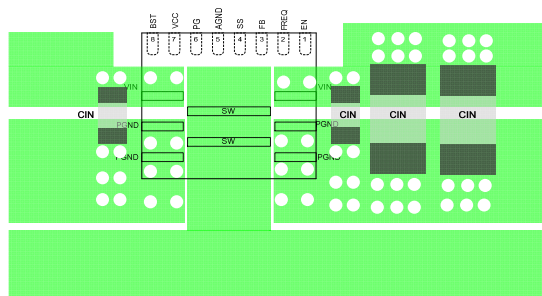 BST VCC PG AGND SS FB FREQ EN
8 7 6 5 4 3 2 1
VIN VIN
SW
CIN CIN CIN CIN
PGND PGND
SW
PGND PGND